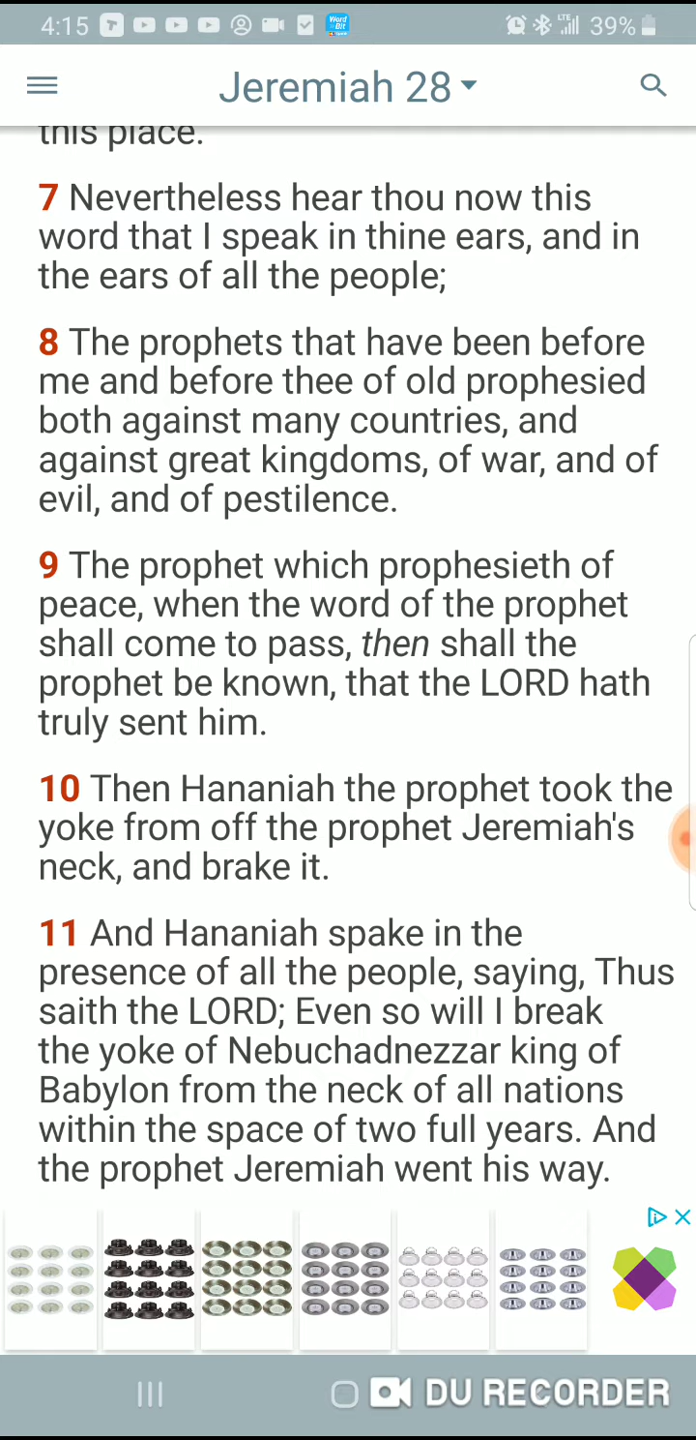 4:15
Word Bit
LTE 39%
Jeremiah 28
this place.
7 Nevertheless hear thou now this
word that I speak in thine ears, and in
the ears of all the people;
8 The prophets that have been before
me and before thee of old prophesied
both against many countries, and
against great kingdoms, of war, and of
evil, and of pestilence.
9 The prophet which prophesieth of
peace, when the word of the prophet
shall come to pass, then shall the
prophet be known, that the LORD hath
truly sent him.
10 Then Hananiah the prophet took the
yoke from off the prophet Jeremiah's
neck, and brake it.
11 And Hananiah spake in the
presence of all the people, saying, Thus
saith the LORD; Even so will I break
the yoke of Nebuchadnezzar king of
Babylon from the neck of all nations
within the space of two full years. And
the prophet Jeremiah went his way.
DU RECORDER